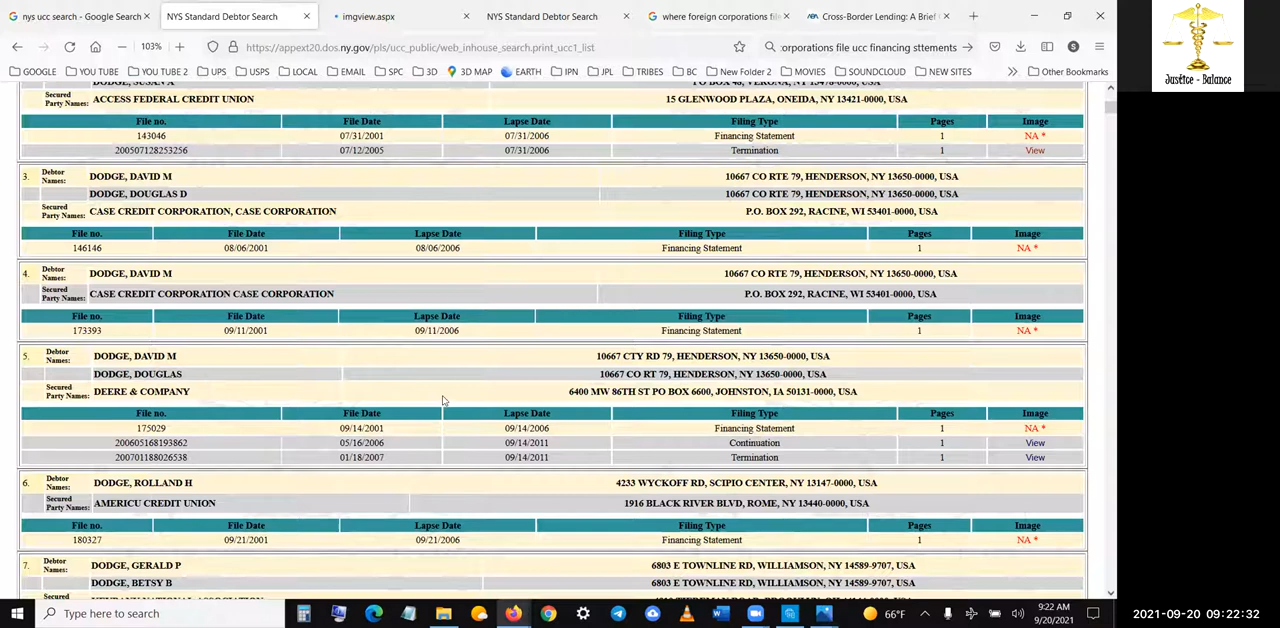 nys ucc search - Google Search × NYS Standard Debtor Search × imgview.aspx × NYS Standard Debtor Search × where foreign corporations file × Cross-Border Lending: A Brief ×
103% https://appext20.dos.ny.gov/pls/ucc_public/web_inhouse_search.print_ucc1_list orporations file ucc financing sttements
GOOGLE YOU TUBE YOU TUBE 2 UPS USPS LOCAL EMAIL SPC 3D 3D MAP EARTH IPN JPL TRIBES BC New Folder 2 MOVIES SOUNDCLOUD NEW SITES Other Bookmarks
Justice - Balance
Secured Party Names: ACCESS FEDERAL CREDIT UNION 15 GLENWOOD PLAZA, ONEIDA, NY 13421-0000, USA
File no. File Date Lapse Date Filing Type Pages Image
143046 07/31/2001 07/31/2006 Financing Statement 1 NA *
200507128253256 07/12/2005 07/31/2006 Termination 1 View
3. Debtor Names: DODGE, DAVID M 10667 CO RTE 79, HENDERSON, NY 13650-0000, USA
DODGE, DOUGLAS D 10667 CO RTE 79, HENDERSON, NY 13650-0000, USA
Secured Party Names: CASE CREDIT CORPORATION, CASE CORPORATION P.O. BOX 292, RACINE, WI 53401-0000, USA
File no. File Date Lapse Date Filing Type Pages Image
146146 08/06/2001 08/06/2006 Financing Statement 1 NA *
4. Debtor Names: DODGE, DAVID M 10667 CO RTE 79, HENDERSON, NY 13650-0000, USA
Secured Party Names: CASE CREDIT CORPORATION CASE CORPORATION P.O. BOX 292, RACINE, WI 53401-0000, USA
File no. File Date Lapse Date Filing Type Pages Image
173393 09/11/2001 09/11/2006 Financing Statement 1 NA *
5. Debtor Names: DODGE, DAVID M 10667 CTY RD 79, HENDERSON, NY 13650-0000, USA
DODGE, DOUGLAS 10667 CO RT 79, HENDERSON, NY 13650-0000, USA
Secured Party Names: DEERE & COMPANY 6400 MW 86TH ST PO BOX 6600, JOHNSTON, IA 50131-0000, USA
File no. File Date Lapse Date Filing Type Pages Image
175029 09/14/2001 09/14/2006 Financing Statement 1 NA *
200605168193862 05/16/2006 09/14/2011 Continuation 1 View
200701188026538 01/18/2007 09/14/2011 Termination 1 View
6. Debtor Names: DODGE, ROLLAND H 4233 WYCKOFF RD, SCIPIO CENTER, NY 13147-0000, USA
Secured Party Names: AMERICU CREDIT UNION 1916 BLACK RIVER BLVD, ROME, NY 13440-0000, USA
File no. File Date Lapse Date Filing Type Pages Image
180327 09/21/2001 09/21/2006 Financing Statement 1 NA *
7. Debtor Names: DODGE, GERALD P 6803 E TOWNLINE RD, WILLIAMSON, NY 14589-9707, USA
DODGE, BETSY B 6803 E TOWNLINE RD, WILLIAMSON, NY 14589-9707, USA
Secured
Type here to search 66°F 9:22 AM
9/20/2021
2021-09-20 09:22:32